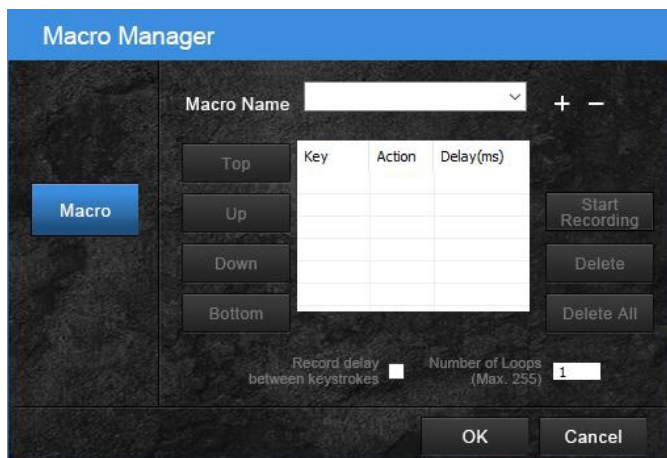 Macro Manager
Macro Name
+ −
Top
Key Action Delay(ms)
Macro
Up
Start
Recording
Down
Delete
Bottom
Delete All
Record delay
between keystrokes
Number of Loops
(Max. 255)
1
OK
Cancel